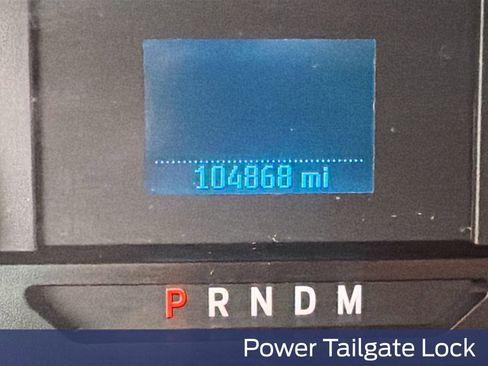 104868 mi
P R N D M
Power Tailgate Lock